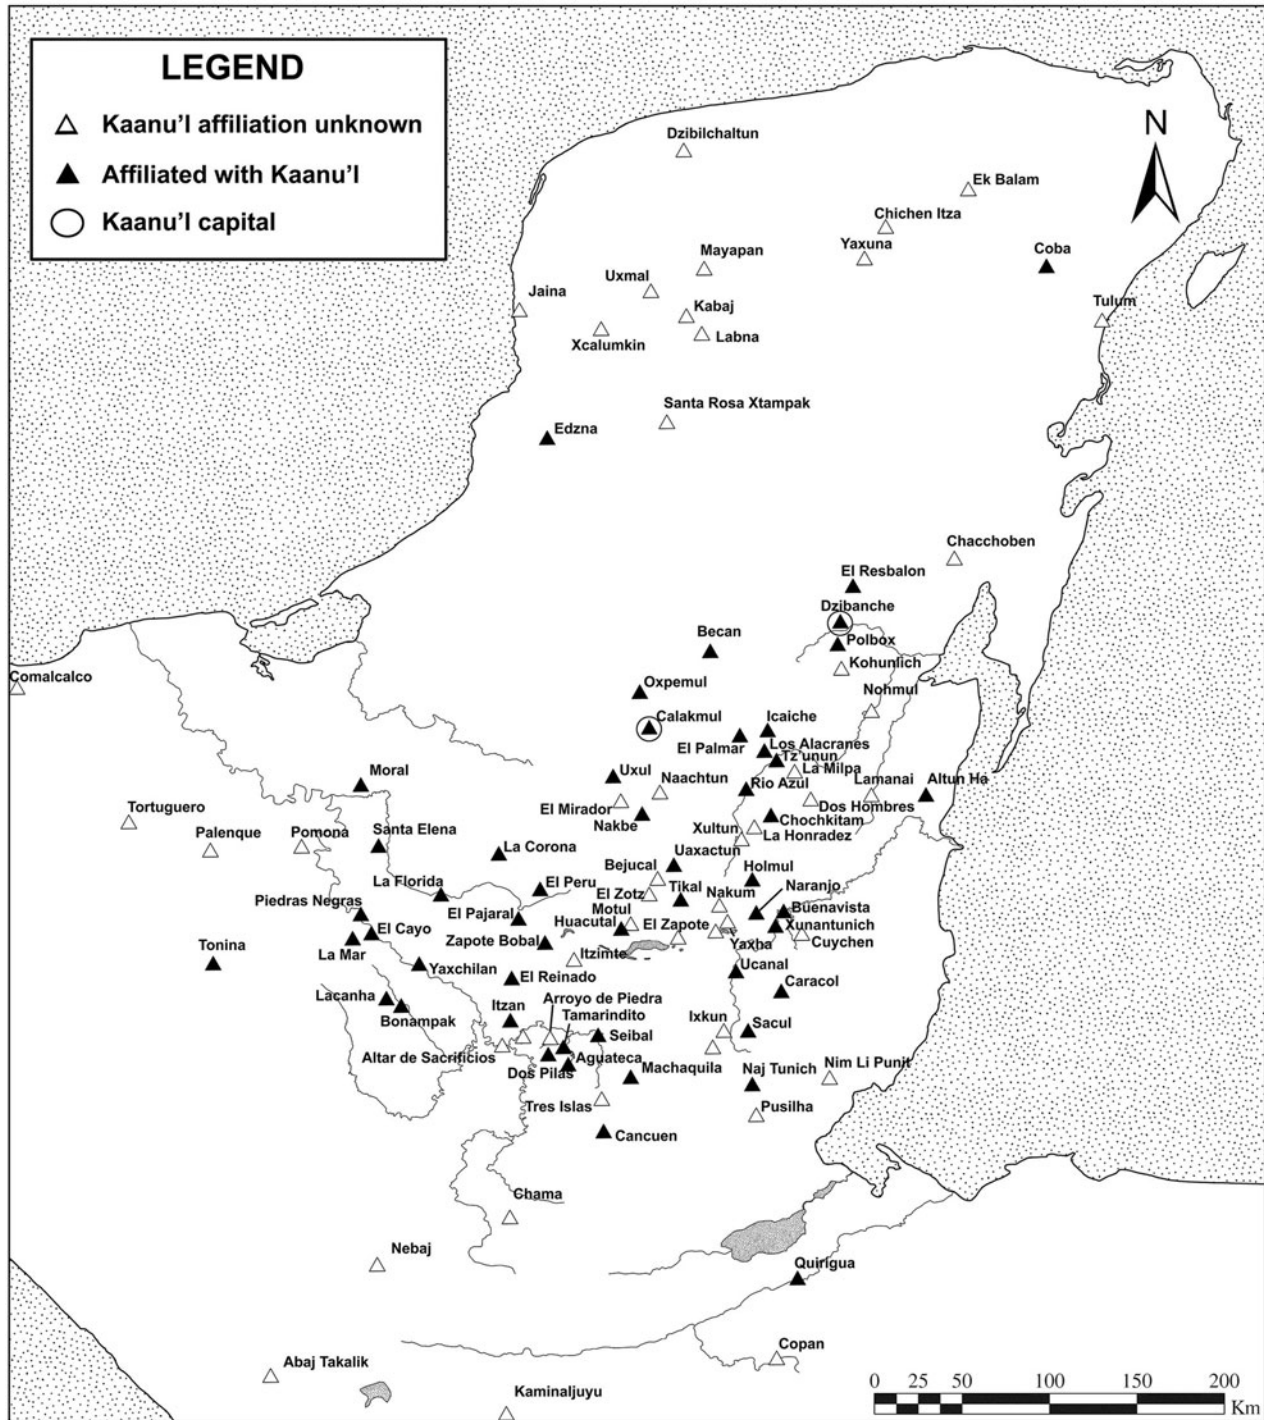 LEGEND
Kaanu'l affiliation unknown
Affiliated with Kaanu'l
Kaanu'l capital
N
Dzibilchaltun
Ek Balam
Chichen Itza
Yaxuna
Coba
Mayapan
Uxmal
Jaina
Kabaj
Tulum
Xcalumkin
Labna
Santa Rosa Xtampak
Edzna
Chacchoben
El Resbalon
Dzibanche
Becan
Polbox
Kohunlich
Comalcalco
Oxpemul
Nohmul
Calakmul
Icaiche
El Palmar
Los Alacranes
Tz'unun
La Milpa
Moral
Uxul
Naachtun
Rio Azul
Lamanai
Altun Ha
Tortuguero
El Mirador
Dos Hombres
Palenque
Pomona
Santa Elena
Nakbe
Chochkitam
Xultun
La Honradez
La Corona
Uaxactun
Bejucal
Holmul
La Florida
El Peru
El Zotz
Tikal
Nakum
Naranjo
Piedras Negras
El Pajaral
Motul
Buenavista
El Cayo
Huacutal
El Zapote
Xunantunich
Tonina
La Mar
Zapote Bobal
Yaxha
Cuychen
Itzimte
Yaxchilan
El Reinado
Ucanal
Caracol
Lacanha
Arroyo de Piedra
Itzan
Tamarindito
Bonampak
Ixkun
Sacul
Seibal
Altar de Sacrificios
Aguateca
Dos Pilas
Machaquila
Naj Tunich
Nim Li Punit
Tres Islas
Pusilha
Cancuen
Chama
Nebaj
Quirigua
Copan
Abaj Takalik
Kaminaljuyu
0 25 50 100 150 200
Km